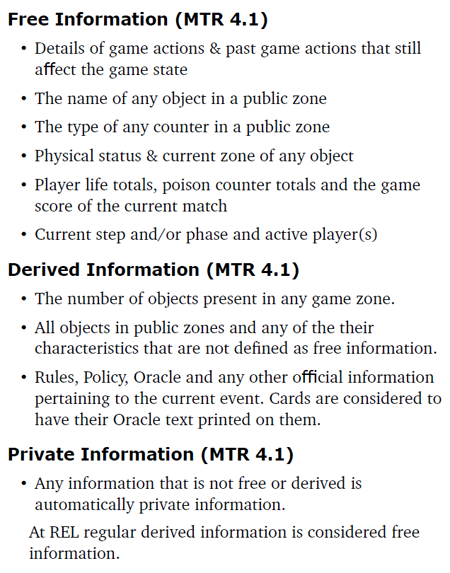 Free Information (MTR 4.1)
• Details of game actions & past game actions that still
affect the game state
• The name of any object in a public zone
• The type of any counter in a public zone
• Physical status & current zone of any object
• Player life totals, poison counter totals and the game
score of the current match
• Current step and/or phase and active player(s)
Derived Information (MTR 4.1)
• The number of objects present in any game zone.
• All objects in public zones and any of the their
characteristics that are not defined as free information.
• Rules, Policy, Oracle and any other official information
pertaining to the current event. Cards are considered to
have their Oracle text printed on them.
Private Information (MTR 4.1)
• Any information that is not free or derived is
automatically private information.
At REL regular derived information is considered free
information.